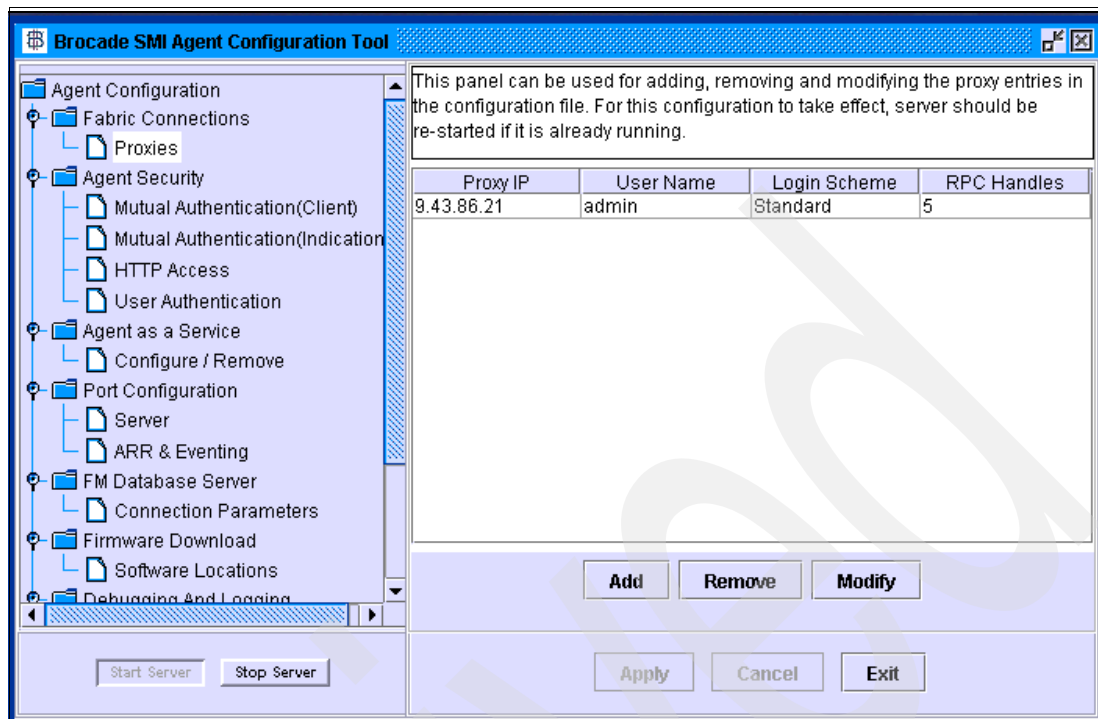 Brocade SMI Agent Configuration Tool
Agent Configuration
Fabric Connections
Proxies
Agent Security
Mutual Authentication(Client)
Mutual Authentication(Indication
HTTP Access
User Authentication
Agent as a Service
Configure / Remove
Port Configuration
Server
ARR & Eventing
FM Database Server
Connection Parameters
Firmware Download
Software Locations
Debugging And Logging
Start Server Stop Server
This panel can be used for adding, removing and modifying the proxy entries in
the configuration file. For this configuration to take effect, server should be
re-started if it is already running.
Proxy IP User Name Login Scheme RPC Handles
9.43.86.21 admin Standard 5
Add Remove Modify
Apply Cancel Exit